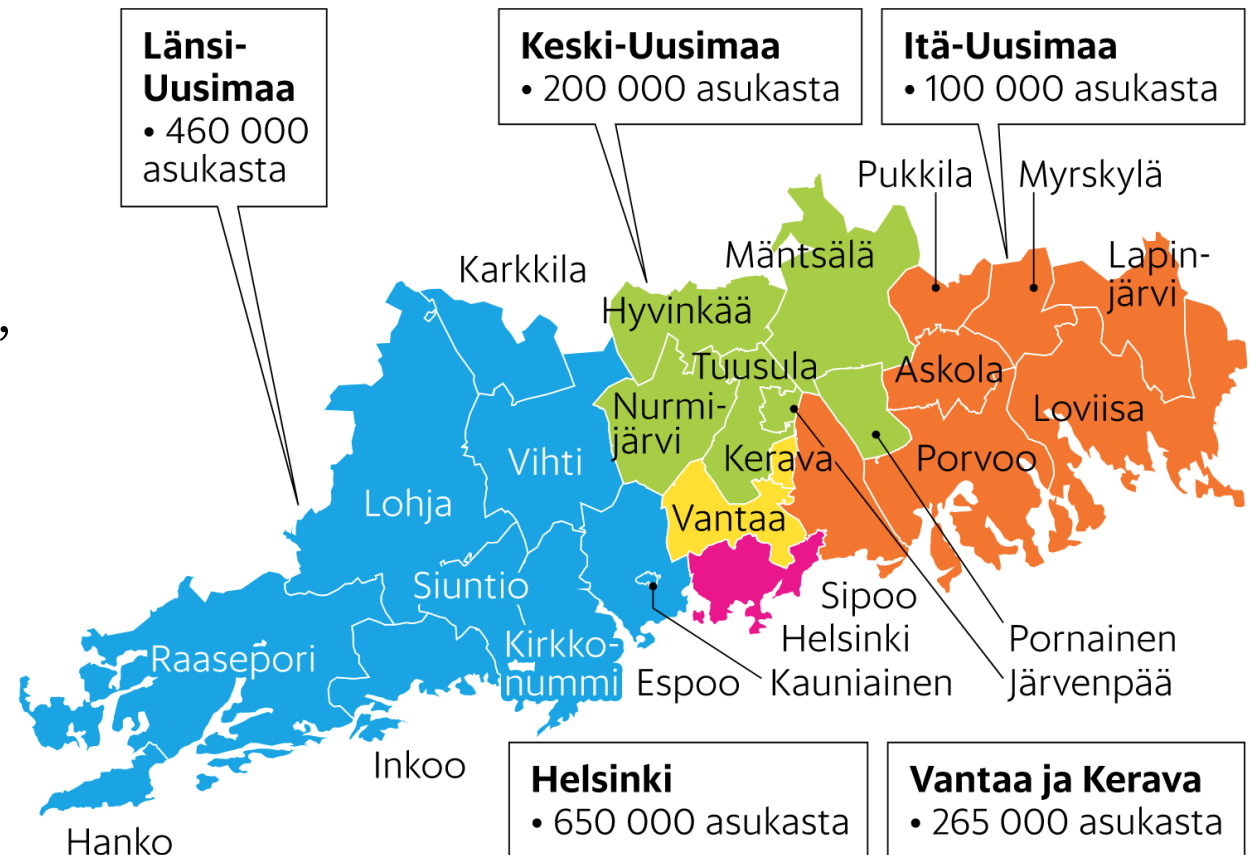 Länsi-
Uusimaa
• 460 000
asukasta
Keski-Uusimaa
• 200 000 asukasta
Itä-Uusimaa
• 100 000 asukasta
,
Pukkila
Myrskylä
Karkkila
Mäntsälä
Lapin-
järvi
Hyvinkää
Tuusula
Askola
Nurmi-
järvi
Loviisa
Vihti
Kerava
Porvoo
Lohja
Vantaa
Siuntio
Sipoo
Raasepori
Kirkko-
nummi
Helsinki
Pornainen
Espoo
Kauniainen
Järvenpää
Inkoo
Hanko
Helsinki
• 650 000 asukasta
Vantaa ja Kerava
• 265 000 asukasta